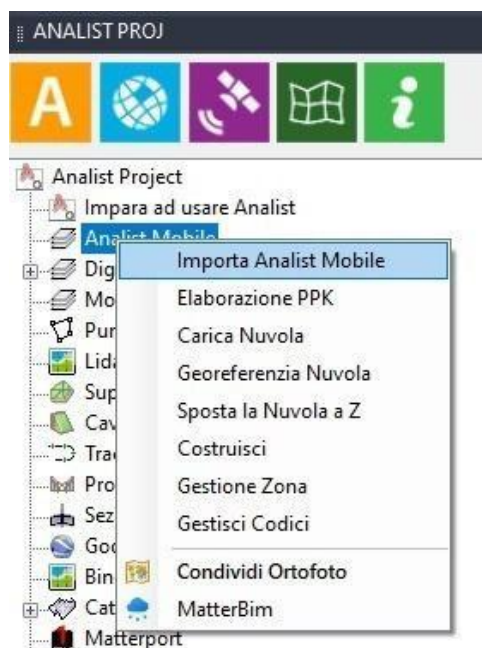 ANALIST PROJ
A
i
Analist Project
Impara ad usare Analist
Analist Mobile
Importa Analist Mobile
Elaborazione PPK
Carica Nuvola
Georeferenzia Nuvola
Sposta la Nuvola a Z
Costruisci
Gestione Zona
Gestisci Codici
Condividi Ortofoto
MatterBim
Matterport